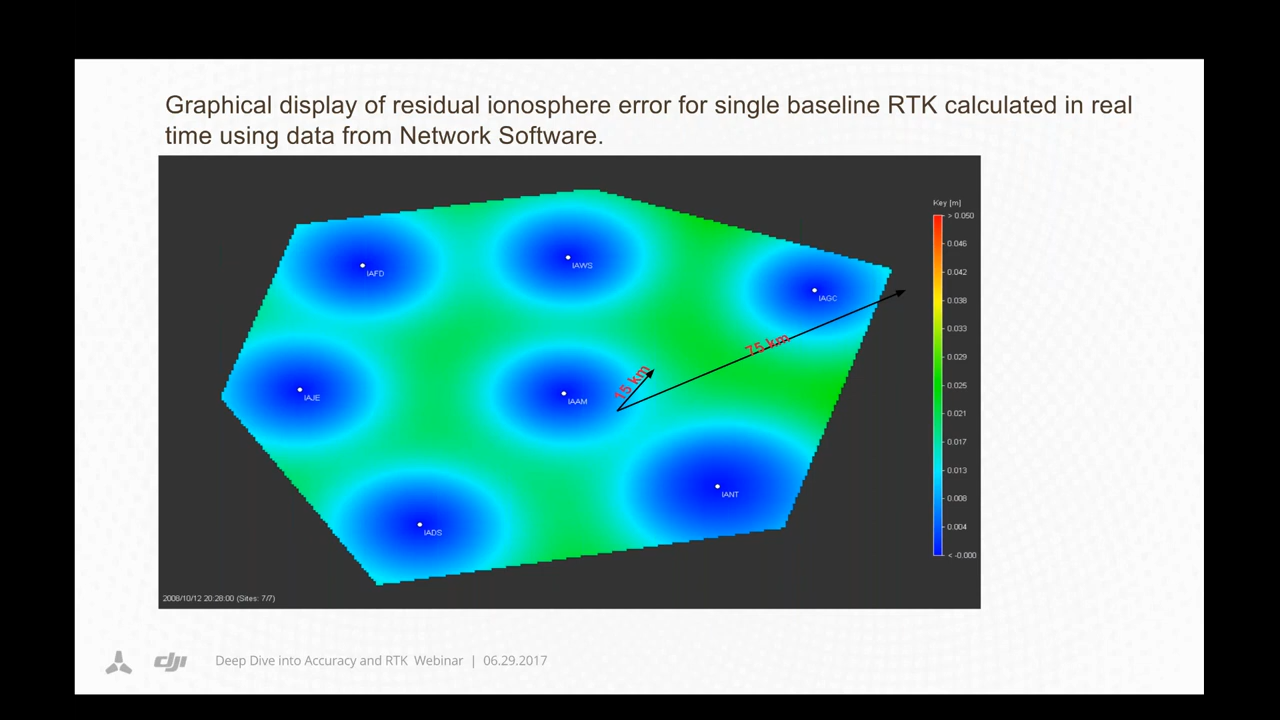 Graphical display of residual ionosphere error for single baseline RTK calculated in real
time using data from Network Software.
Key [m]
> 0.050
0.046
0.042
0.038
0.033
0.029
0.025
0.021
0.017
0.013
0.008
0.004
< -0.000
IAFD
IAWS
IAGC
75 km
15 km
IAJE
IAAM
IANT
IADS
2008/10/12 20:28:00 (Sites: 7/7)
dji
Deep Dive into Accuracy and RTK Webinar | 06.29.2017